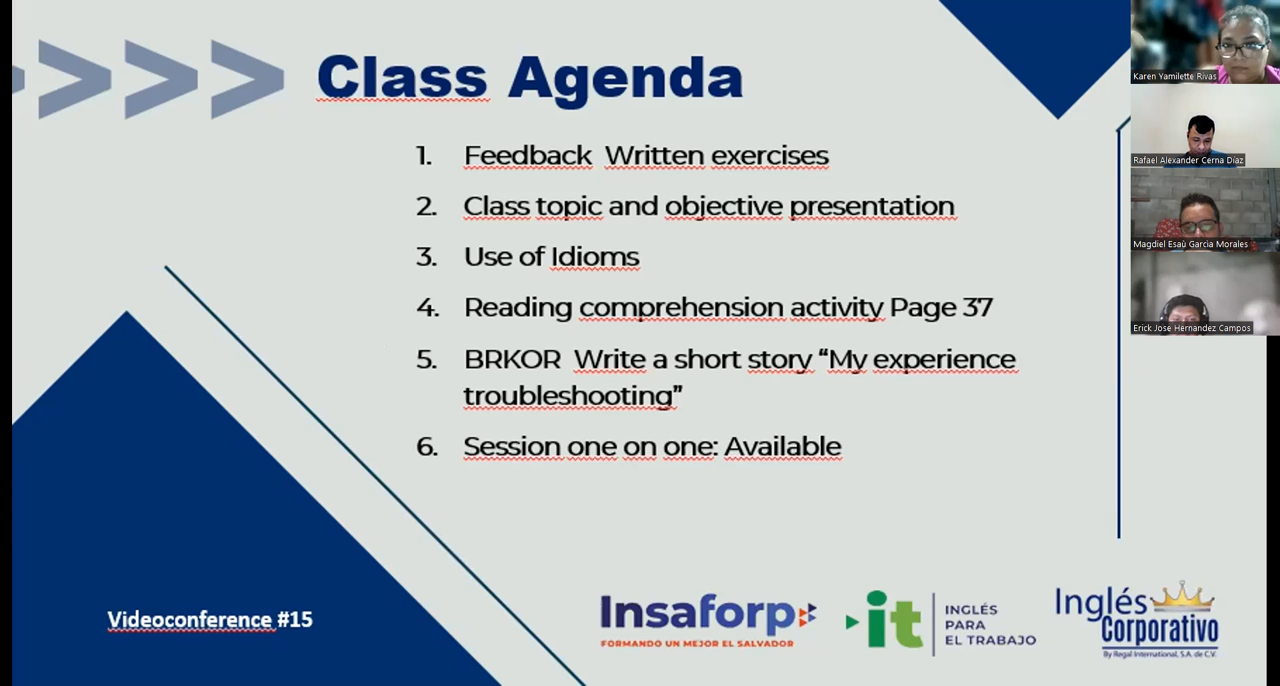 Class Agenda
1. Feedback Written exercises
2. Class topic and objective presentation
3. Use of Idioms
4. Reading comprehension activity Page 37
5. BRKOR Write a short story “My experience
troubleshooting”
6. Session one on one: Available
Videoconference #15
Insaforp
FORMANDO UN MEJOR EL SALVADOR
it
INGLÉS
PARA
EL TRABAJO
Inglés
Corporativo
By Regal International, S.A. de C.V.
Karen Yamilette Rivas
Rafael Alexander Cerna Díaz
Magdiel Esaù Garcia Morales
Erick Jose Hernandez Campos